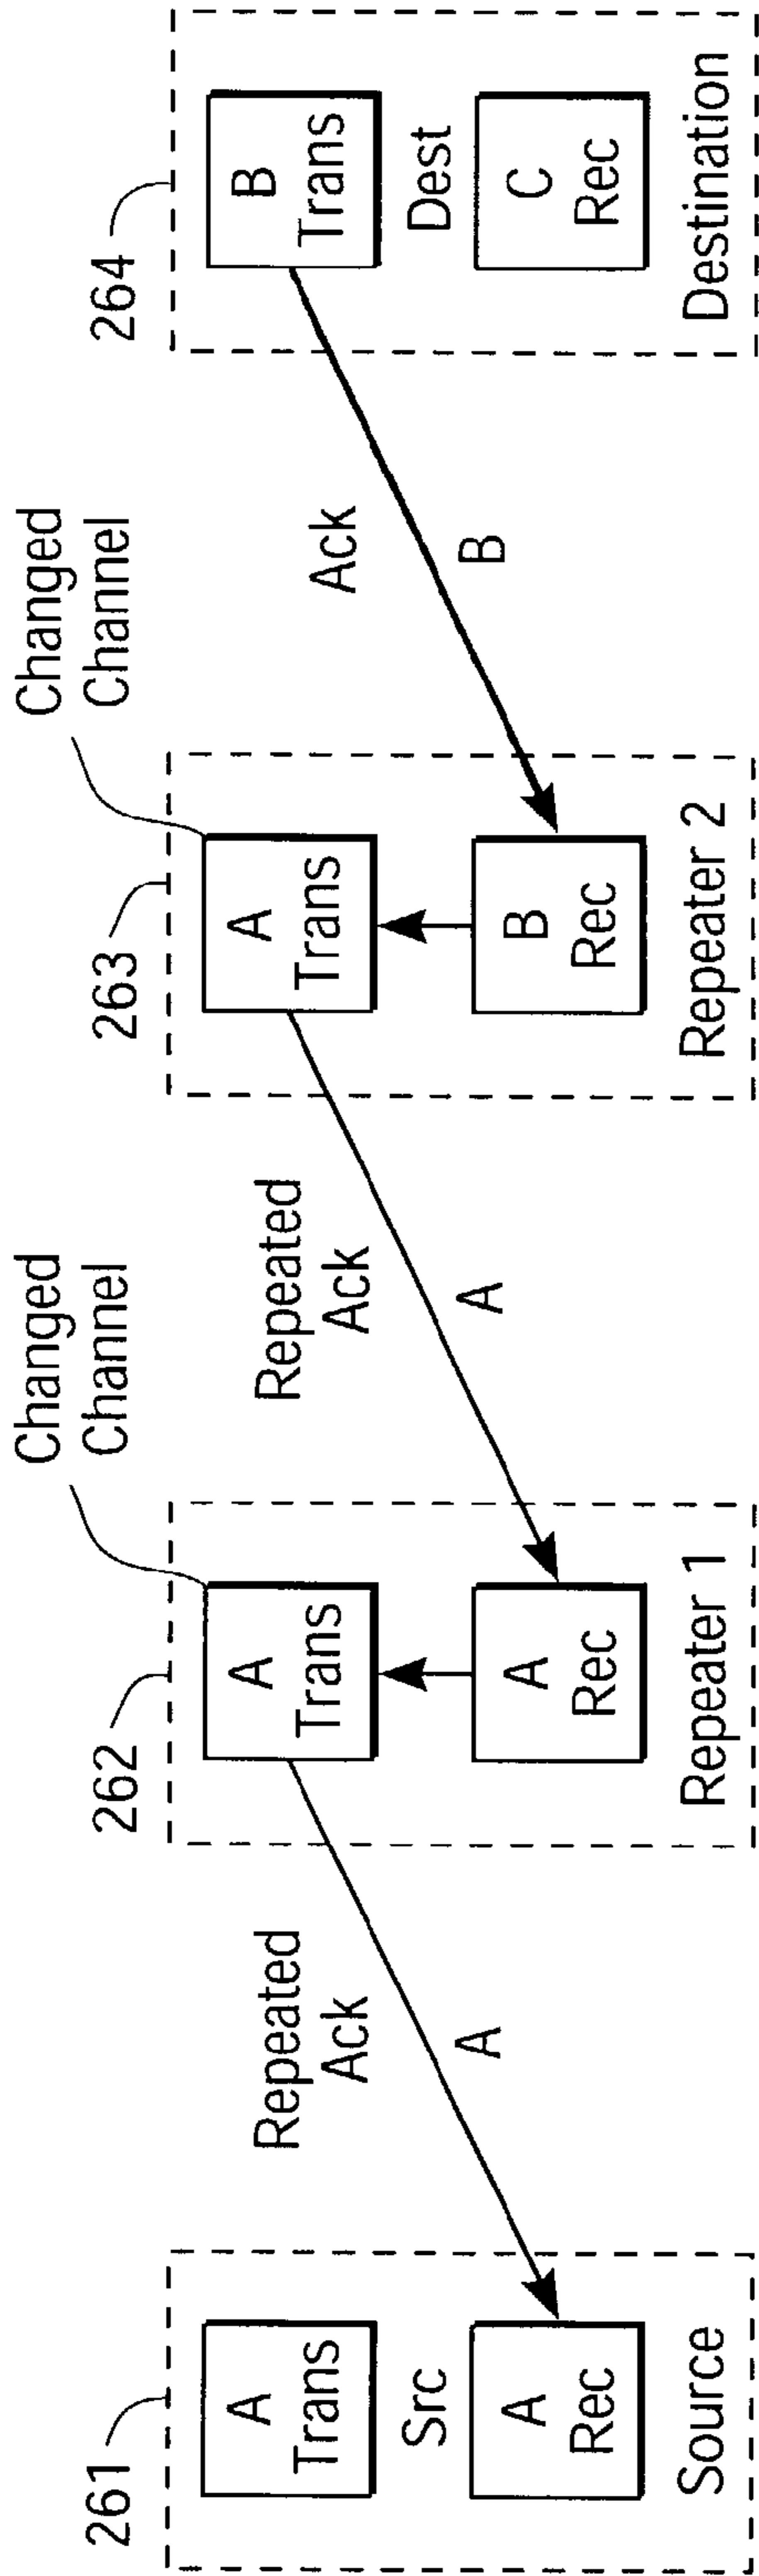 261
A
Trans
Src
A
Rec
Source
Repeated
Ack
A
262
Changed
Channel
A
Trans
A
Rec
Repeater 1
Repeated
Ack
A
263
Changed
Channel
A
Trans
B
Rec
Repeater 2
Ack
B
264
B
Trans
Dest
C
Rec
Destination